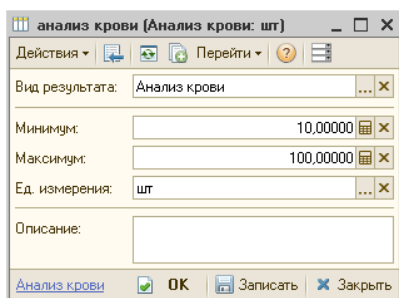 анализ крови (Анализ крови: шт)
Действия Перейти
Вид результата: Анализ крови ...
Минимум: 10,00000
Максимум: 100,00000
Ед. измерения: шт ...
Описание:
Анализ крови OK Записать Закрыть